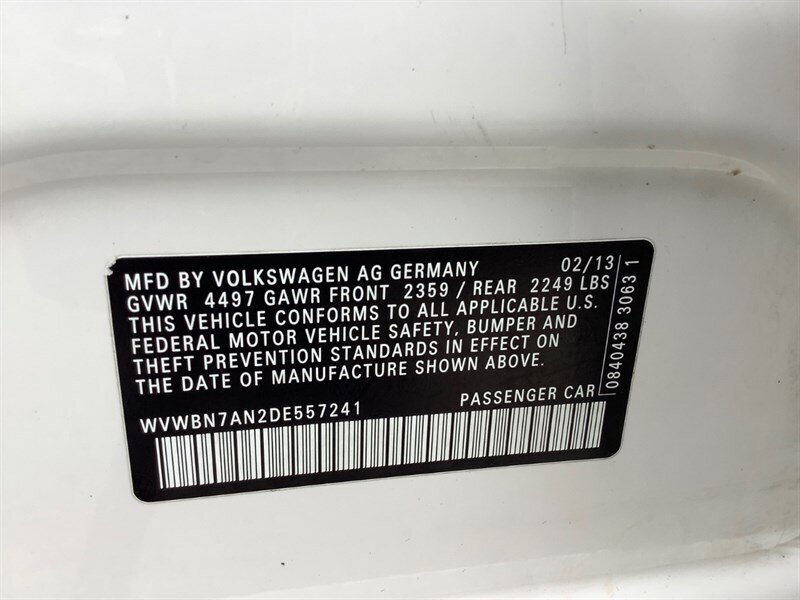 MFD BY VOLKSWAGEN AG GERMANY 02/13
GVWR 4497 GAWR FRONT 2359 / REAR 2249 LBS
THIS VEHICLE CONFORMS TO ALL APPLICABLE U.S.
FEDERAL MOTOR VEHICLE SAFETY, BUMPER AND
THEFT PREVENTION STANDARDS IN EFFECT ON
THE DATE OF MANUFACTURE SHOWN ABOVE.
WVWBN7AN2DE557241 PASSENGER CAR
0840438 3063 1